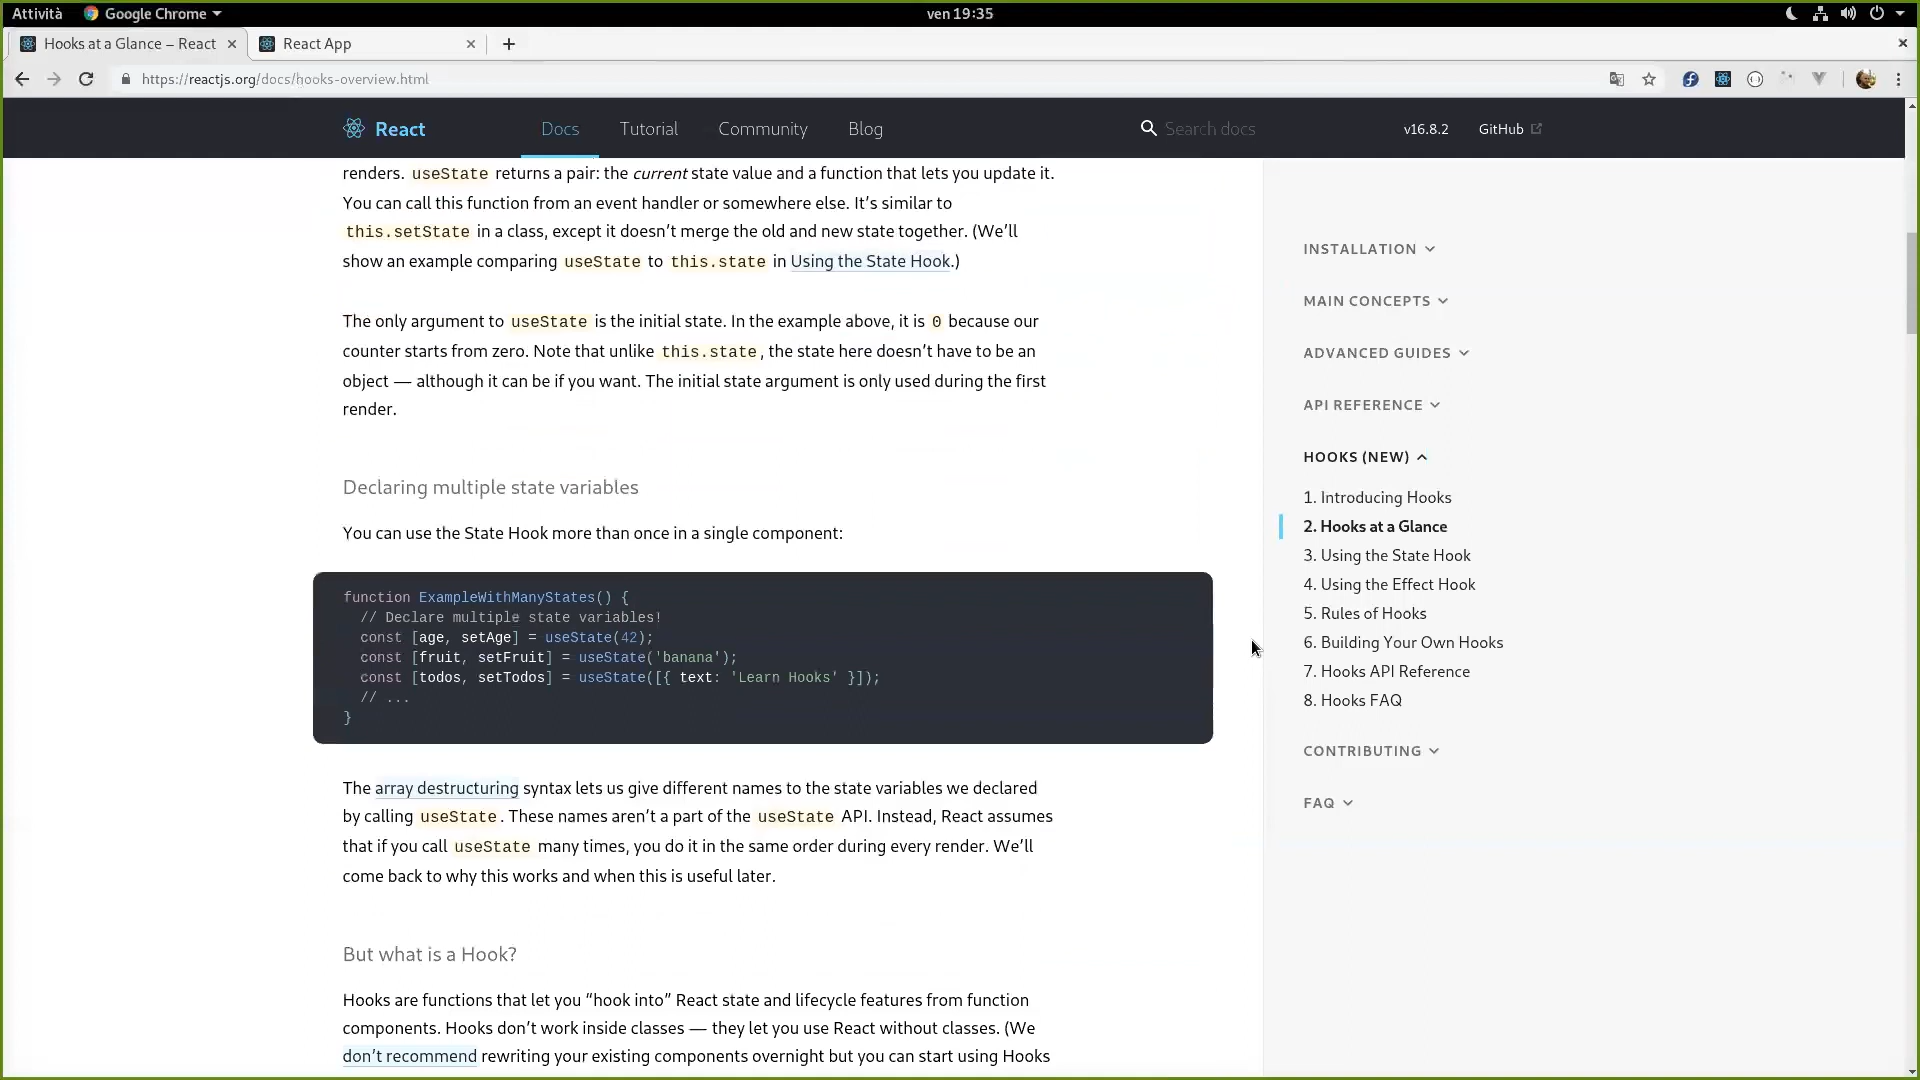 Attività Google Chrome ven 19:35
Hooks at a Glance – React React App
https://reactjs.org/docs/hooks-overview.html
React Docs Tutorial Community Blog Search docs v16.8.2 GitHub
renders. useState returns a pair: the current state value and a function that lets you update it.
You can call this function from an event handler or somewhere else. It’s similar to
this.setState in a class, except it doesn’t merge the old and new state together. (We’ll
show an example comparing useState to this.state in Using the State Hook.)
The only argument to useState is the initial state. In the example above, it is 0 because our
counter starts from zero. Note that unlike this.state, the state here doesn’t have to be an
object — although it can be if you want. The initial state argument is only used during the first
render.
Declaring multiple state variables
You can use the State Hook more than once in a single component:
function ExampleWithManyStates() {
// Declare multiple state variables!
const [age, setAge] = useState(42);
const [fruit, setFruit] = useState('banana');
const [todos, setTodos] = useState([{ text: 'Learn Hooks' }]);
// ...
}
The array destructuring syntax lets us give different names to the state variables we declared
by calling useState. These names aren’t a part of the useState API. Instead, React assumes
that if you call useState many times, you do it in the same order during every render. We’ll
come back to why this works and when this is useful later.
But what is a Hook?
Hooks are functions that let you “hook into” React state and lifecycle features from function
components. Hooks don’t work inside classes — they let you use React without classes. (We
don’t recommend rewriting your existing components overnight but you can start using Hooks
INSTALLATION
MAIN CONCEPTS
ADVANCED GUIDES
API REFERENCE
HOOKS (NEW)
1. Introducing Hooks
2. Hooks at a Glance
3. Using the State Hook
4. Using the Effect Hook
5. Rules of Hooks
6. Building Your Own Hooks
7. Hooks API Reference
8. Hooks FAQ
CONTRIBUTING
FAQ